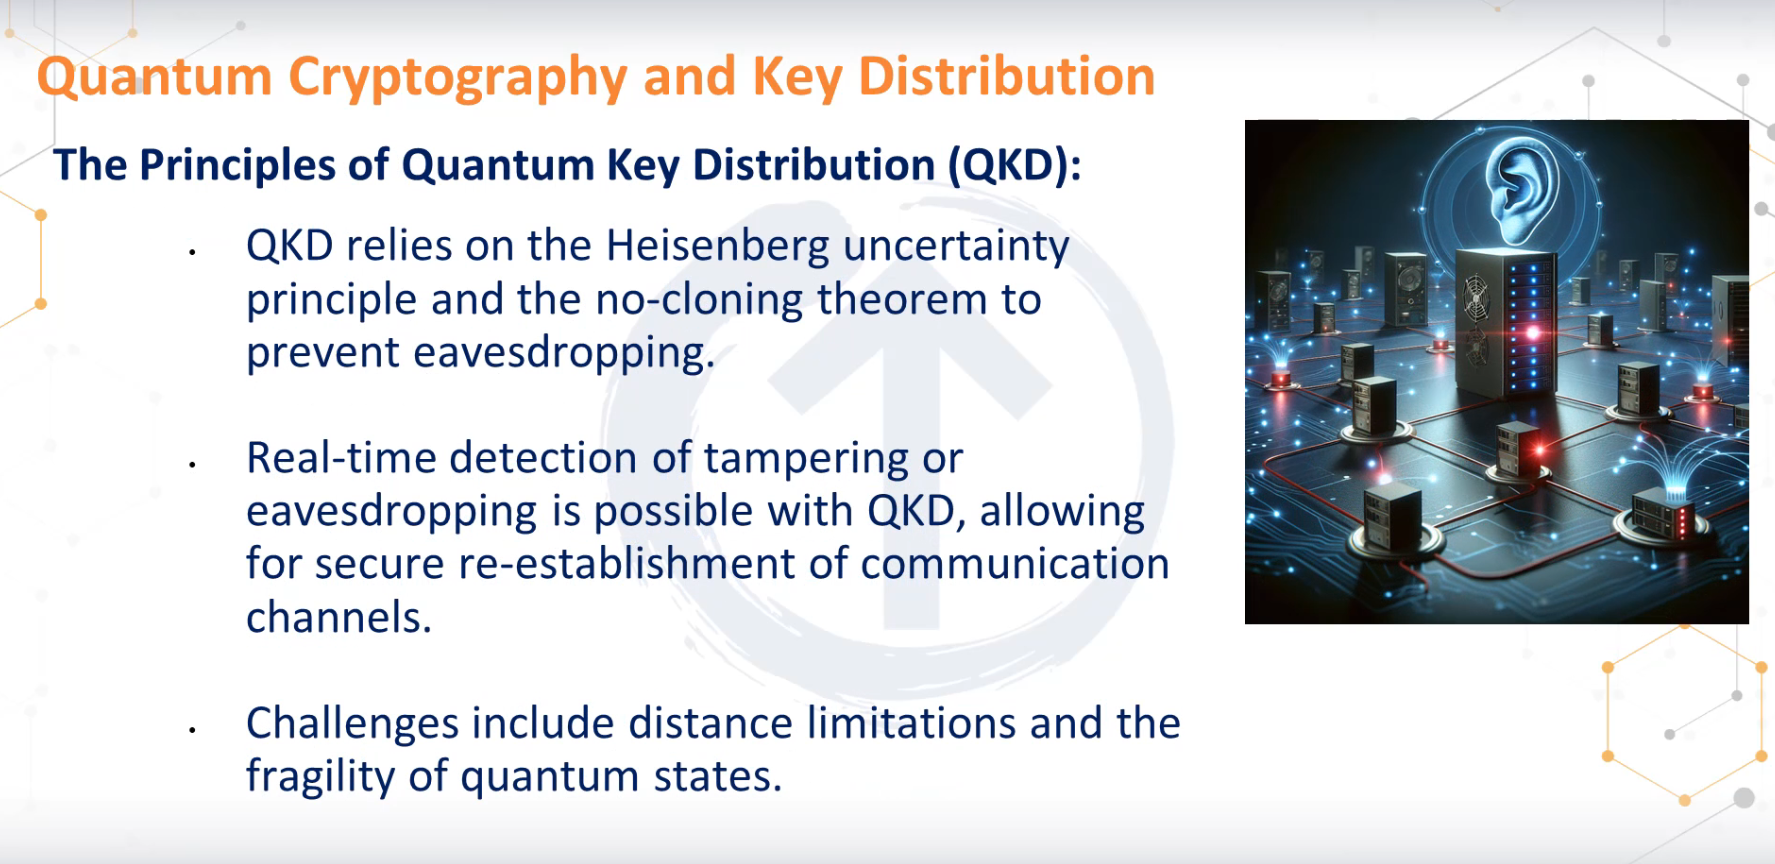 Quantum Cryptography and Key Distribution
The Principles of Quantum Key Distribution (QKD):
· QKD relies on the Heisenberg uncertainty
principle and the no-cloning theorem to
prevent eavesdropping.
· Real-time detection of tampering or
eavesdropping is possible with QKD, allowing
for secure re-establishment of communication
channels.
· Challenges include distance limitations and the
fragility of quantum states.